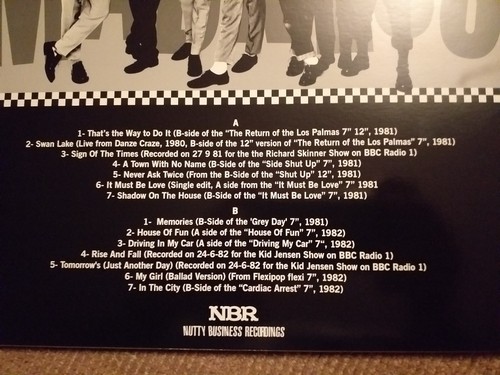 A
1- That's the Way to Do It (B-side of the "The Return of the Los Palmas 7" 12", 1981)
2- Swan Lake (Live from Danze Craze, 1980, B-side of the 12" version of "The Return of the Los Palmas" 7", 1981)
3- Sign Of The Times (Recorded on 27 9 81 for the the Richard Skinner Show on BBC Radio 1)
4- A Town With No Name (B-Side of the "Side Shut Up" 7", 1981)
5- Never Ask Twice (From the B-Side of the "Shut Up" 12", 1981)
6- It Must Be Love (Single edit, A side from the "It Must Be Love" 7" 1981
7- Shadow On The House (B-Side of the "It Must Be Love" 7", 1981)
B
1- Memories (B-Side of the 'Grey Day' 7", 1981)
2- House Of Fun (A side of the "House Of Fun" 7", 1982)
3- Driving In My Car (A side of the "Driving My Car" 7", 1982)
4- Rise And Fall (Recorded on 24-6-82 for the Kid Jensen Show on BBC Radio 1)
5- Tomorrow's (Just Another Day) (Recorded on 24-6-82 for the Kid Jensen Show on BBC Radio 1)
6- My Girl (Ballad Version) (From Flexipop flexi 7", 1982)
7- In The City (B-Side of the "Cardiac Arrest" 7", 1982)
NBR
NUTTY BUSINESS RECORDINGS